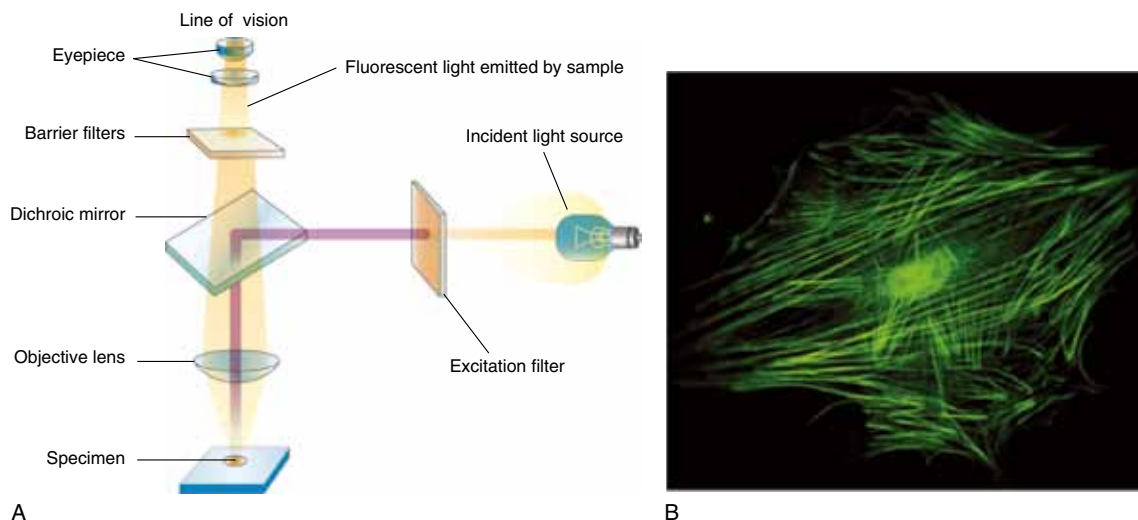 Line of vision
Eyepiece
Fluorescent light emitted by sample
Barrier filters
Incident light source
Dichroic mirror
Objective lens
Excitation filter
Specimen
A
B